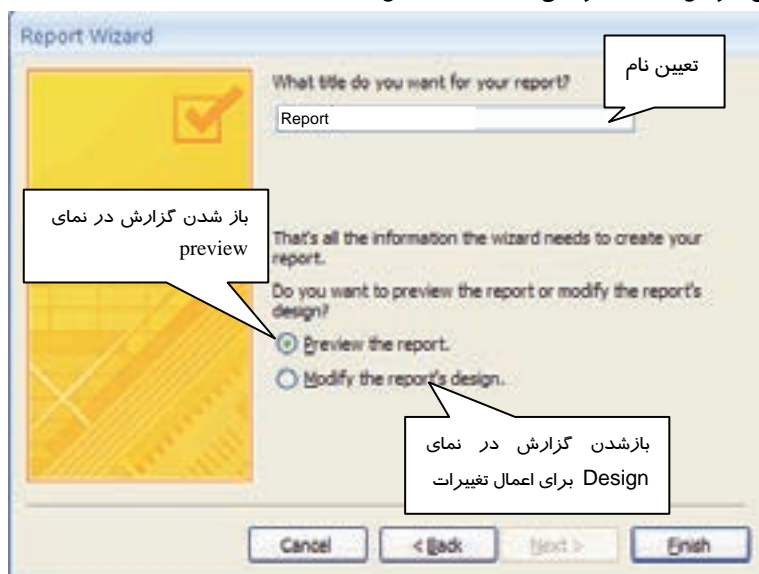 Report Wizard
تعیین نام
What title do you want for your report?
Report
باز شدن گزارش در نمای
preview
That's all the information the wizard needs to create your
report.
Do you want to preview the report or modify the report's
design?
Preview the report.
Modify the report's design.
بازشدن گزارش در نمای
Design برای اعمال تغییرات
Cancel
< Back
Next >
Finish